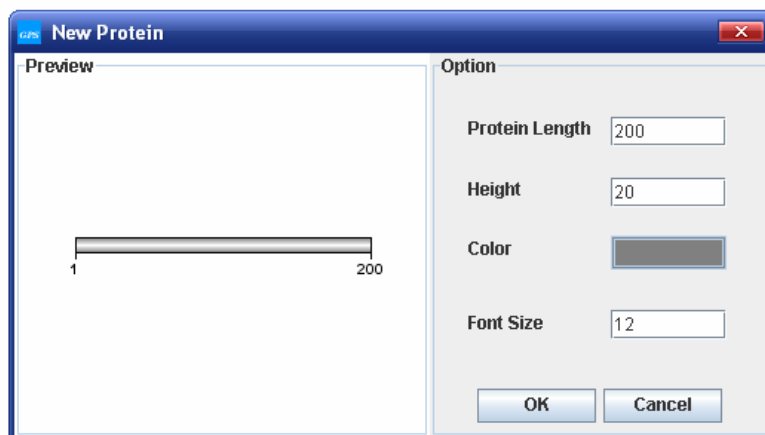 GPS New Protein
Preview
1 200
Option
Protein Length 200
Height 20
Color
Font Size 12
OK Cancel